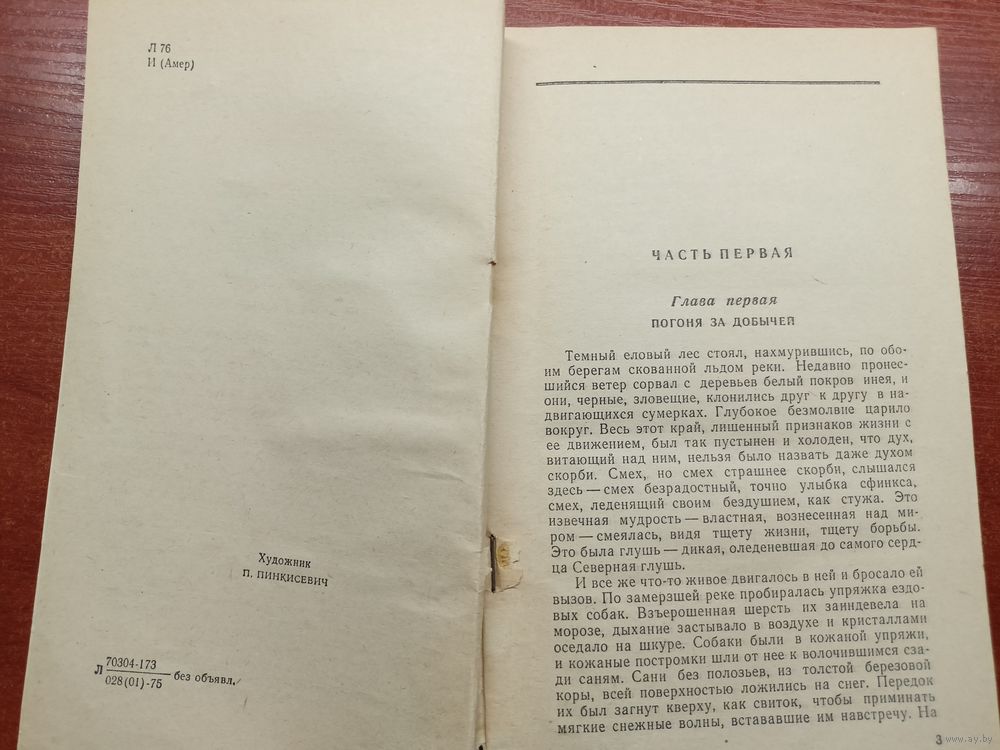 Л 76
И (Амер)
Художник
П. ПИНКИСЕВИЧ
Л 70304-173
028(01)-75 без объявл.
ЧАСТЬ ПЕРВАЯ
Глава первая
ПОГОНЯ ЗА ДОБЫЧЕЙ
Темный еловый лес стоял, нахмурившись, по обо-
им берегам скованной льдом реки. Недавно пронес-
шийся ветер сорвал с деревьев белый покров инея, и
они, черные, зловещие, клонились друг к другу в на-
двигающихся сумерках. Глубокое безмолвие царило
вокруг. Весь этот край, лишенный признаков жизни с
ее движением, был так пустынен и холоден, что дух,
витающий над ним, нельзя было назвать даже духом
скорби. Смех, но смех страшнее скорби, слышался
здесь — смех безрадостный, точно улыбка сфинкса,
смех, леденящий своим бездушием, как стужа. Это
извечная мудрость — властная, вознесенная над ми-
ром — смеялась, видя тщету жизни, тщету борьбы.
Это была глушь — дикая, оледеневшая до самого серд-
ца Северная глушь.
И все же что-то живое двигалось в ней и бросало ей
вызов. По замерзшей реке пробиралась упряжка ездо-
вых собак. Взъерошенная шерсть их заиндевела на
морозе, дыхание застывало в воздухе и кристаллами
оседало на шкуре. Собаки были в кожаной упряжи,
и кожаные постромки шли от нее к волочившимся сза-
ди саням. Сани без полозьев, из толстой березовой
коры, всей поверхностью ложились на снег. Передок
их был загнут кверху, как свиток, чтобы приминать
мягкие снежные волны, встававшие им навстречу. На
3
www.ay.by